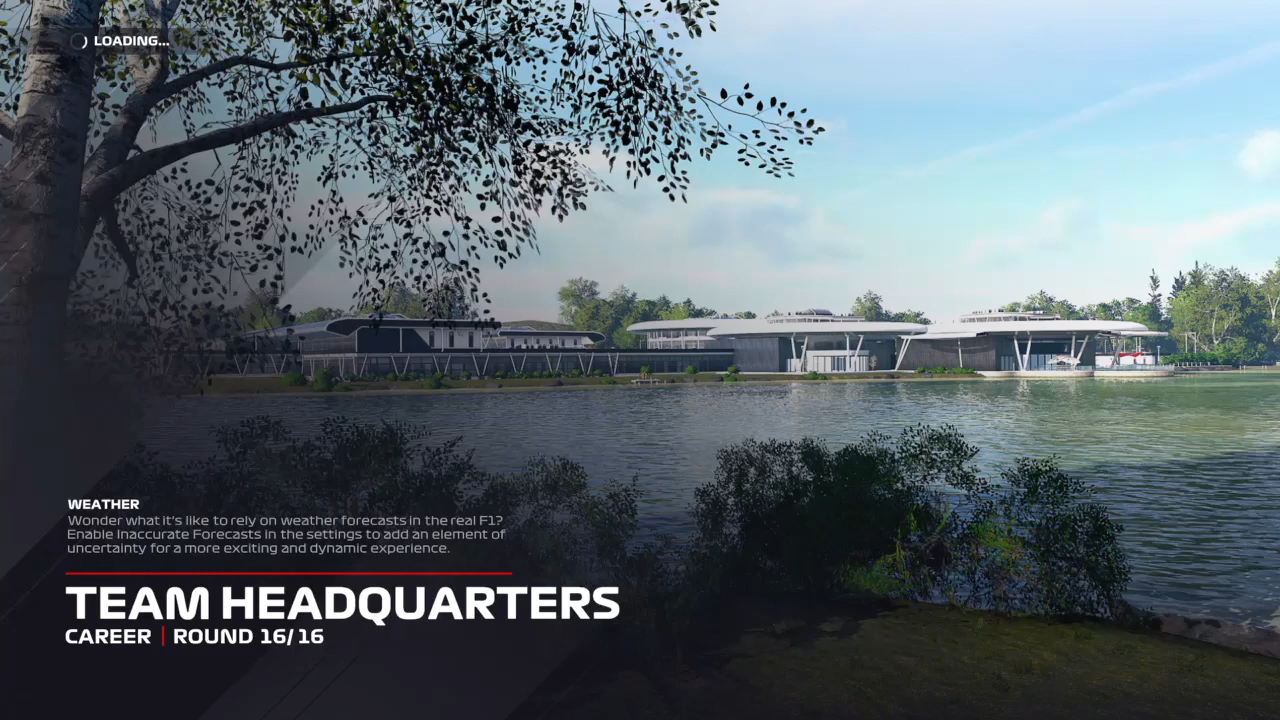 LOADING...
WEATHER
Wonder what it's like to rely on weather forecasts in the real F1?
Enable Inaccurate Forecasts in the settings to add an element of
uncertainty for a more exciting and dynamic experience.
TEAM HEADQUARTERS
CAREER | ROUND 16/16